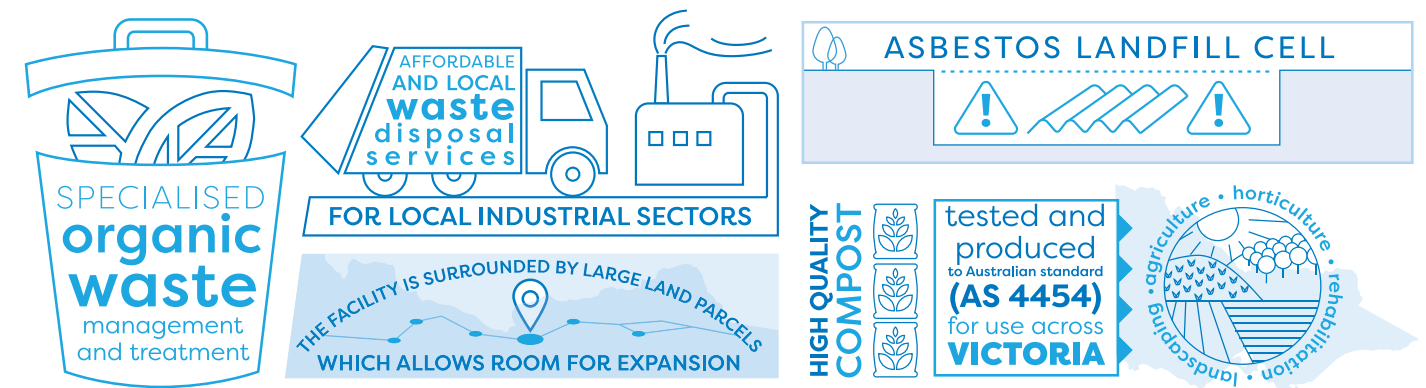 SPECIALISED
organic
waste
management
and treatment
AFFORDABLE
AND LOCAL
waste
disposal
services
FOR LOCAL INDUSTRIAL SECTORS
THE FACILITY IS SURROUNDED BY LARGE LAND PARCELS
WHICH ALLOWS ROOM FOR EXPANSION
ASBESTOS LANDFILL CELL
!
!
HIGH QUALITY
COMPOST
tested and
produced
to Australian standard
(AS 4454)
for use across
VICTORIA
landscaping • agriculture • horticulture • rehabilitation •